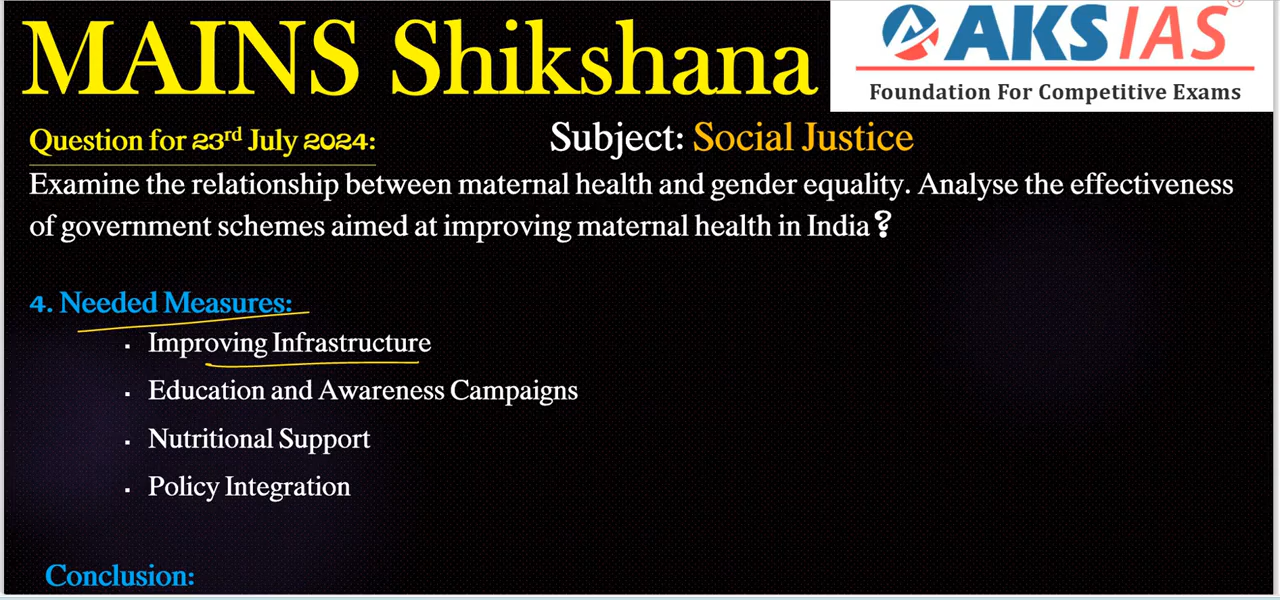 MAINS Shikshana
AKS IAS®
Foundation For Competitive Exams
Question for 23rd July 2024:
Subject: Social Justice
Examine the relationship between maternal health and gender equality. Analyse the effectiveness
of government schemes aimed at improving maternal health in India?
4. Needed Measures:
▪ Improving Infrastructure
▪ Education and Awareness Campaigns
▪ Nutritional Support
▪ Policy Integration
Conclusion: